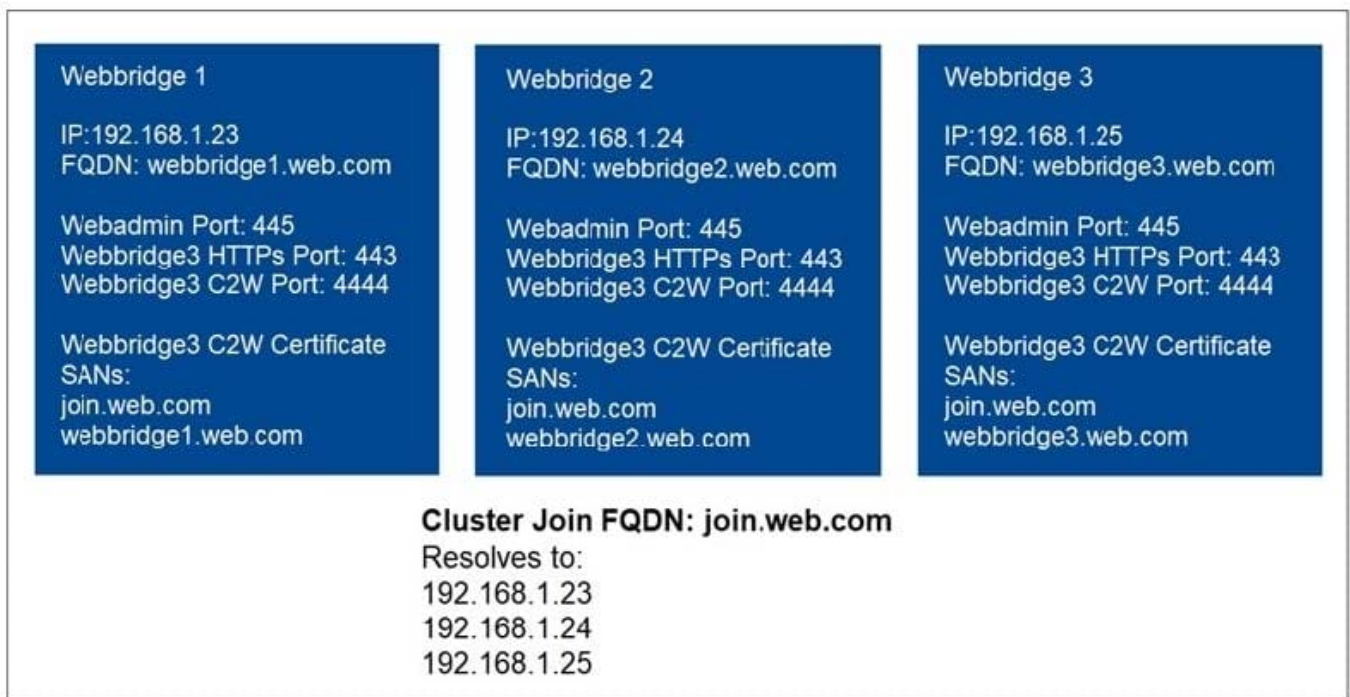 Webbridge 1
IP:192.168.1.23
FQDN: webbridge1.web.com
Webadmin Port: 445
Webbridge3 HTTPs Port: 443
Webbridge3 C2W Port: 4444
Webbridge3 C2W Certificate
SANs:
join.web.com
webbridge1.web.com
Webbridge 2
IP:192.168.1.24
FQDN: webbridge2.web.com
Webadmin Port: 445
Webbridge3 HTTPs Port: 443
Webbridge3 C2W Port: 4444
Webbridge3 C2W Certificate
SANs:
join.web.com
webbridge2.web.com
Webbridge 3
IP:192.168.1.25
FQDN: webbridge3.web.com
Webadmin Port: 445
Webbridge3 HTTPs Port: 443
Webbridge3 C2W Port: 4444
Webbridge3 C2W Certificate
SANs:
join.web.com
webbridge3.web.com
Cluster Join FQDN: join.web.com
Resolves to:
192.168.1.23
192.168.1.24
192.168.1.25